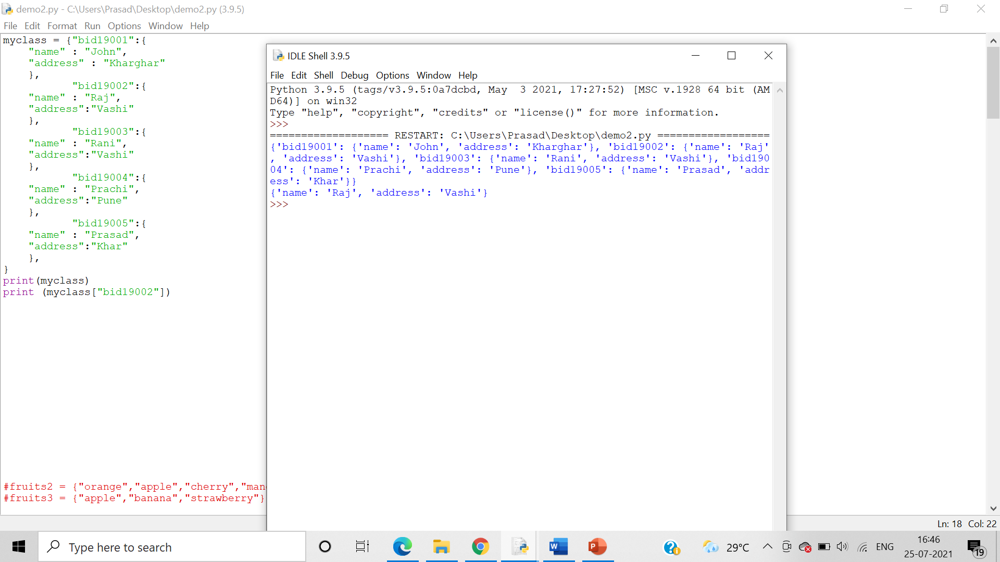 demo2.py - C:\Users\Prasad\Desktop\demo2.py (3.9.5)
File Edit Format Run Options Window Help
myclass = {"bid19001":{
    "name" : "John",
    "address" : "Kharghar"
    },
           "bid19002":{
    "name" : "Raj",
    "address":"Vashi"
    },
           "bid19003":{
    "name" : "Rani",
    "address":"Vashi"
    },
           "bid19004":{
    "name" : "Prachi",
    "address":"Pune"
    },
           "bid19005":{
    "name" : "Prasad",
    "address":"Khar"
    },
}
print(myclass)
print (myclass["bid19002"])
#fruits2 = {"orange","apple","cherry","man
#fruits3 = {"apple","banana","strawberry"}
IDLE Shell 3.9.5
File Edit Shell Debug Options Window Help
Python 3.9.5 (tags/v3.9.5:0a7dcbd, May  3 2021, 17:27:52) [MSC v.1928 64 bit (AM
D64)] on win32
Type "help", "copyright", "credits" or "license()" for more information.
>>>
=================== RESTART: C:\Users\Prasad\Desktop\demo2.py ==================
{'bid19001': {'name': 'John', 'address': 'Kharghar'}, 'bid19002': {'name': 'Raj'
, 'address': 'Vashi'}, 'bid19003': {'name': 'Rani', 'address': 'Vashi'}, 'bid190
04': {'name': 'Prachi', 'address': 'Pune'}, 'bid19005': {'name': 'Prasad', 'addr
ess': 'Khar'}}
{'name': 'Raj', 'address': 'Vashi'}
>>>
Ln: 18 Col: 22
Type here to search
29°C
ENG
16:46
25-07-2021
19